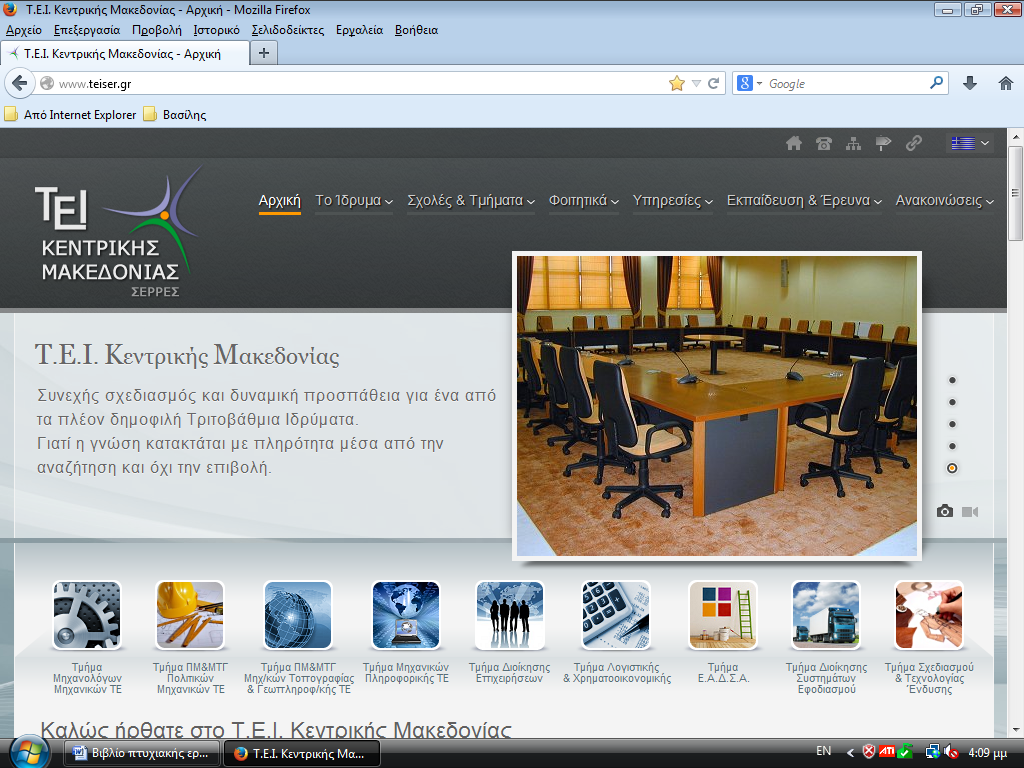 Τ.Ε.Ι. Κεντρικής Μακεδονίας - Αρχική - Mozilla Firefox
Αρχείο Επεξεργασία Προβολή Ιστορικό Σελιδοδείκτες Εργαλεία Βοήθεια
Τ.Ε.Ι. Κεντρικής Μακεδονίας - Αρχική
www.teiser.gr
Google
Από Internet Explorer Βασίλης
ΤΕΙ
ΚΕΝΤΡΙΚΗΣ
ΜΑΚΕΔΟΝΙΑΣ
ΣΕΡΡΕΣ
Αρχική Το Ίδρυμα Σχολές & Τμήματα Φοιτητικά Υπηρεσίες Εκπαίδευση & Έρευνα Ανακοινώσεις
Τ.Ε.Ι. Κεντρικής Μακεδονίας
Συνεχής σχεδιασμός και δυναμική προσπάθεια για ένα από
τα πλέον δημοφιλή Τριτοβάθμια Ιδρύματα.
Γιατί η γνώση κατακτάται με πληρότητα μέσα από την
αναζήτηση και όχι την επιβολή.
Τμήμα
Μηχανολόγων
Μηχανικών ΤΕ
Τμήμα ΠΜ&ΜΤΓ
Πολιτικών
Μηχανικών ΤΕ
Τμήμα ΠΜ&ΜΤΓ
Μηχ/κών Τοπογραφίας
& Γεωπληροφ/κής ΤΕ
Τμήμα Μηχανικών
Πληροφορικής ΤΕ
Τμήμα Διοίκησης
Επιχειρήσεων
Τμήμα Λογιστικής
& Χρηματοοικονομικής
Τμήμα
Ε.Α.Δ.Σ.Α.
Τμήμα Διοίκησης
Συστημάτων
Εφοδιασμού
Τμήμα Σχεδιασμού
& Τεχνολογίας
Ένδυσης
Καλώς ήρθατε στο Τ.Ε.Ι. Κεντρικής Μακεδονίας
Βιβλίο πτυχιακής ερ...
Τ.Ε.Ι. Κεντρικής Μα...
EN
ATI
4:09 μμ